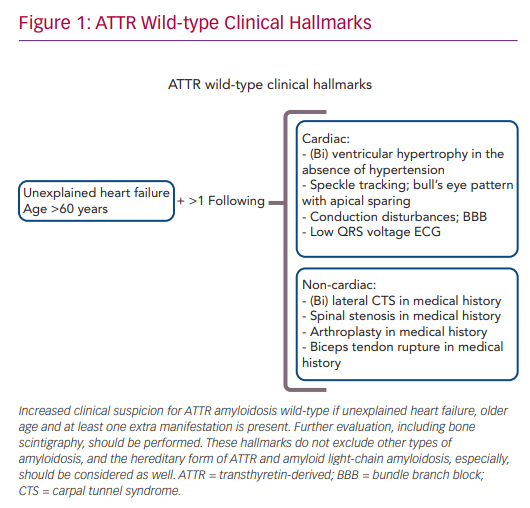 Figure 1: ATTR Wild-type Clinical Hallmarks
ATTR wild-type clinical hallmarks
Unexplained heart failure
Age >60 years
+ >1 Following
Cardiac:
- (Bi) ventricular hypertrophy in the
absence of hypertension
- Speckle tracking; bull's eye pattern
with apical sparing
- Conduction disturbances; BBB
- Low QRS voltage ECG
Non-cardiac:
- (Bi) lateral CTS in medical history
- Spinal stenosis in medical history
- Arthroplasty in medical history
- Biceps tendon rupture in medical
history
Increased clinical suspicion for ATTR amyloidosis wild-type if unexplained heart failure, older
age and at least one extra manifestation is present. Further evaluation, including bone
scintigraphy, should be performed. These hallmarks do not exclude other types of
amyloidosis, and the hereditary form of ATTR and amyloid light-chain amyloidosis, especially,
should be considered as well. ATTR = transthyretin-derived; BBB = bundle branch block;
CTS = carpal tunnel syndrome.